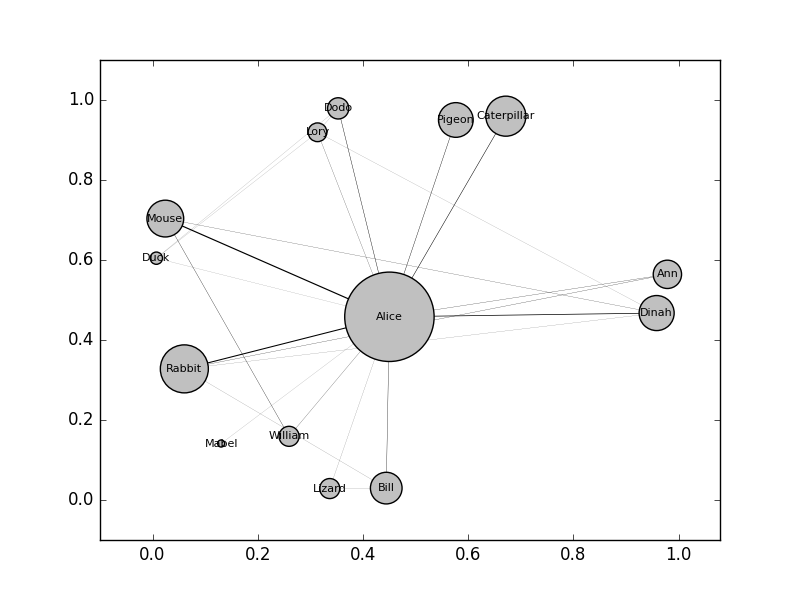 1.0
0.8
0.6
0.4
0.2
0.0
Dodo
Lory
Pigeon
Caterpillar
Mouse
Duck
Ann
Dinah
Alice
Rabbit
Mabel
William
Lizard
Bill
0.0 0.2 0.4 0.6 0.8 1.0